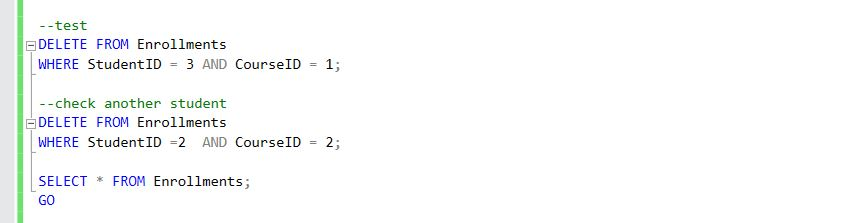 --test
DELETE FROM Enrollments
WHERE StudentID = 3 AND CourseID = 1;
--check another student
DELETE FROM Enrollments
WHERE StudentID =2  AND CourseID = 2;
SELECT * FROM Enrollments;
GO